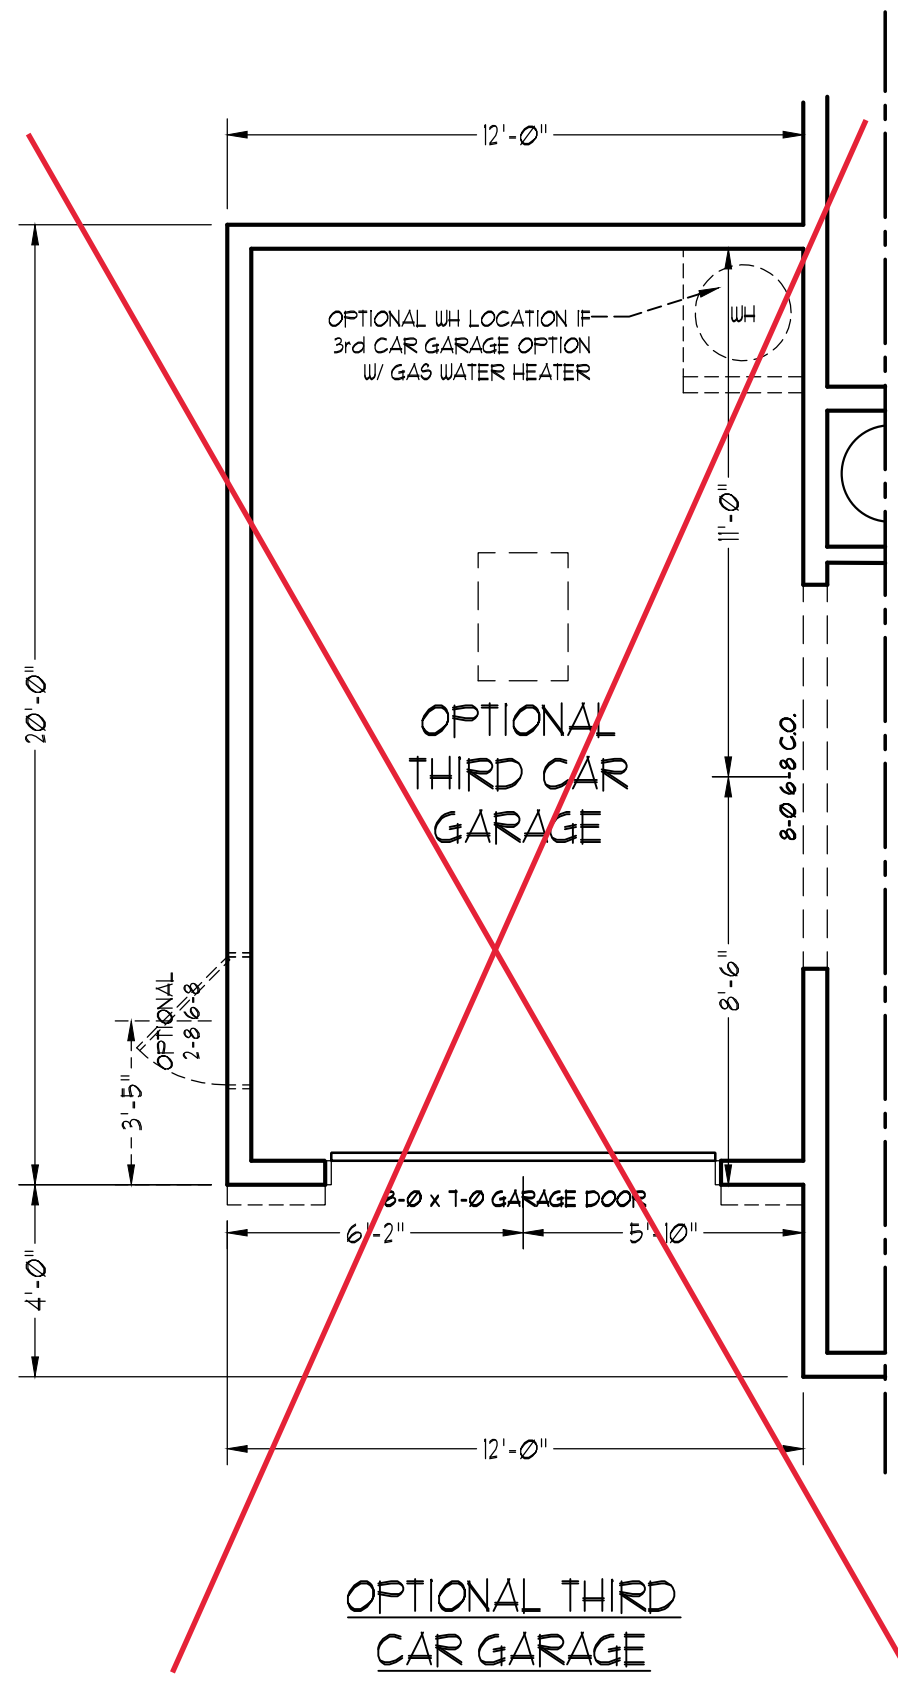 12'-0"
OPTIONAL WH LOCATION IF
3rd CAR GARAGE OPTION
W/ GAS WATER HEATER
WH
11'-0"
20'-0"
OPTIONAL
THIRD CAR
GARAGE
8-0 6-8 C.O.
8'-6"
OPTIONAL
2-8 6-8
3'-5"
8-0 x 7-0 GARAGE DOOR
6'-2"
5'-10"
4'-0"
12'-0"
OPTIONAL THIRD
CAR GARAGE